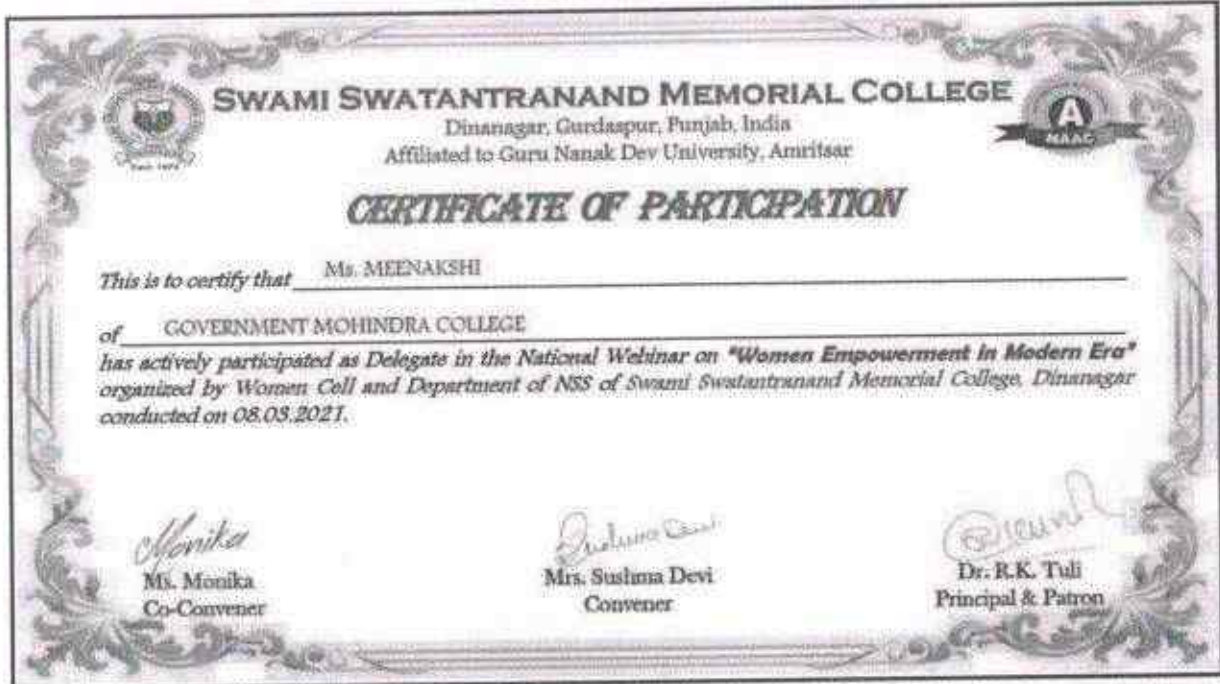 SWAMI SWATANTRANAND MEMORIAL COLLEGE
Dinanagar, Gurdaspur, Punjab, India
Affiliated to Guru Nanak Dev University, Amritsar
A
NAAC
CERTIFICATE OF PARTICIPATION
This is to certify that Ms. MEENAKSHI
of GOVERNMENT MOHINDRA COLLEGE
has actively participated as Delegate in the National Webinar on "Women Empowerment in Modern Era"
organized by Women Cell and Department of NSS of Swami Swatantranand Memorial College, Dinanagar
conducted on 08.03.2021.
Monika
Ms. Monika
Co-Convener
Mrs. Sushma Devi
Convener
Dr. R.K. Tuli
Principal & Patron